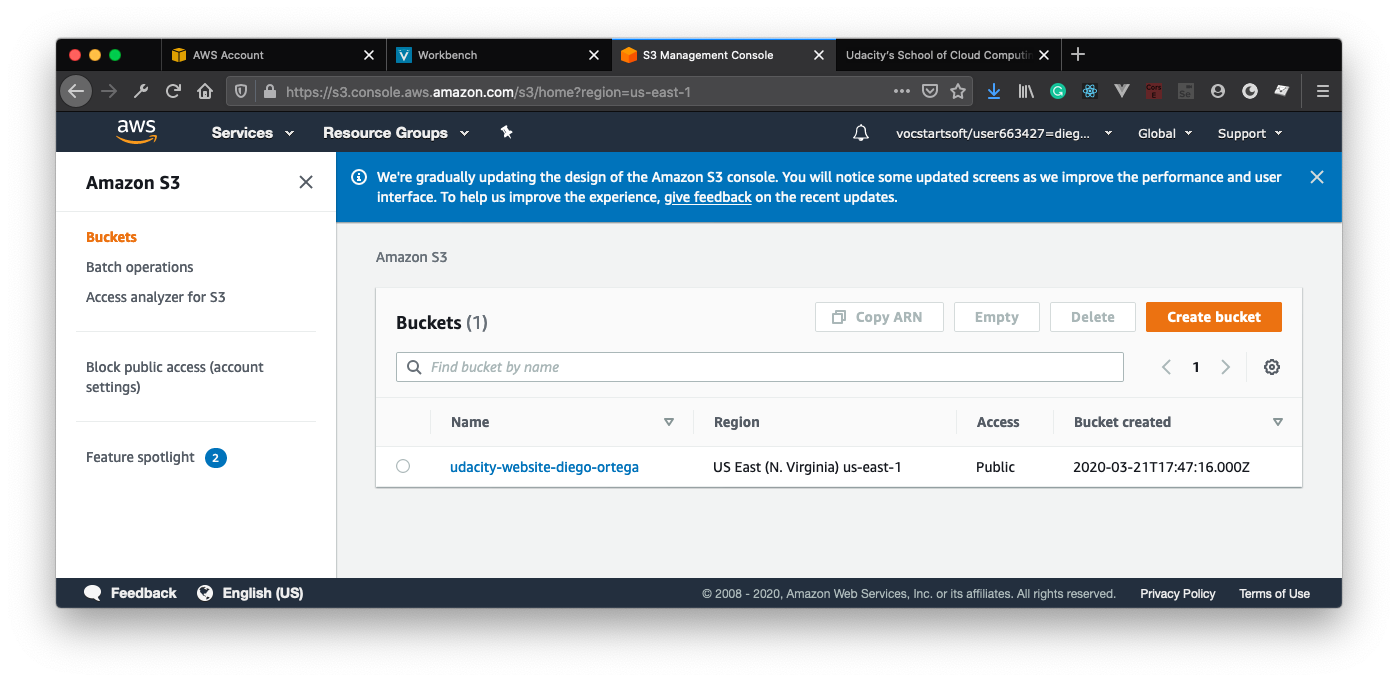 AWS Account
Workbench
S3 Management Console
Udacity's School of Cloud Computin
https://s3.console.aws.amazon.com/s3/home?region=us-east-1
aws
Services
Resource Groups
vocstartsoft/user663427=dieg...
Global
Support
Amazon S3
We're gradually updating the design of the Amazon S3 console. You will notice some updated screens as we improve the performance and user
interface. To help us improve the experience, give feedback on the recent updates.
Buckets
Batch operations
Access analyzer for S3
Block public access (account
settings)
Feature spotlight 2
Amazon S3
Buckets (1)
Copy ARN
Empty
Delete
Create bucket
Find bucket by name
1
Name
Region
Access
Bucket created
udacity-website-diego-ortega
US East (N. Virginia) us-east-1
Public
2020-03-21T17:47:16.000Z
Feedback
English (US)
© 2008 - 2020, Amazon Web Services, Inc. or its affiliates. All rights reserved.
Privacy Policy
Terms of Use